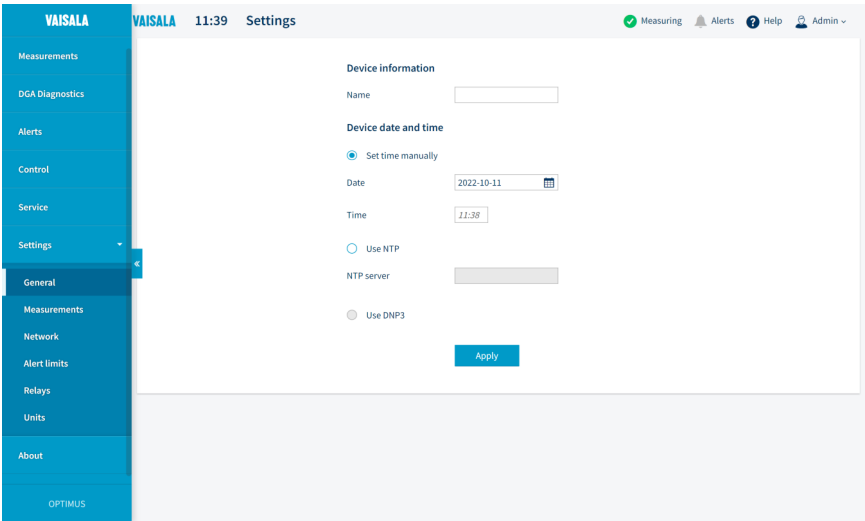 VAISALA
VAISALA 11:39 Settings Measuring Alerts ? Help Admin
Measurements
DGA Diagnostics
Alerts
Control
Service
Settings
General
Measurements
Network
Alert limits
Relays
Units
About
OPTIMUS
Device information
Name
Device date and time
Set time manually
Date 2022-10-11
Time 11:38
Use NTP
NTP server
Use DNP3
Apply